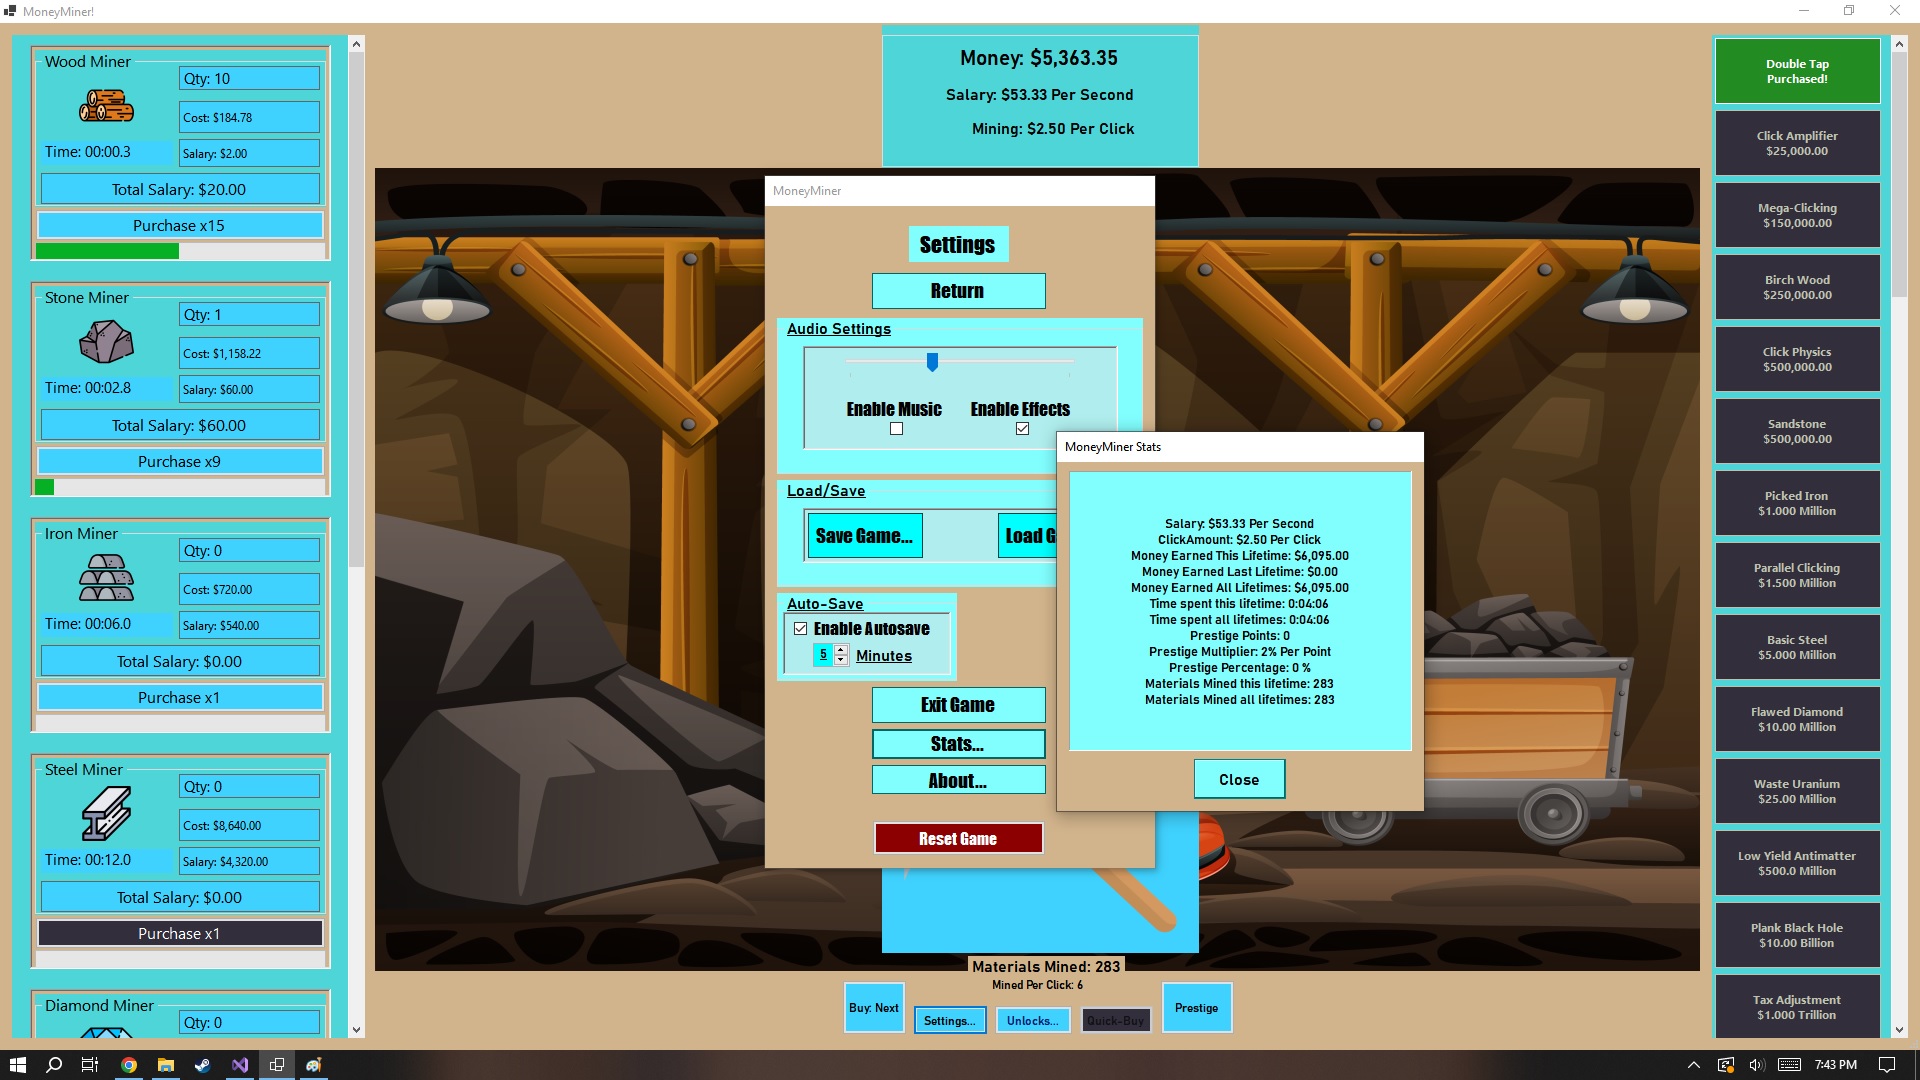 MoneyMiner!
Wood Miner
Qty: 10
Cost: $184.78
Time: 00:00.3
Salary: $2.00
Total Salary: $20.00
Purchase x15
Stone Miner
Qty: 1
Cost: $1,158.22
Time: 00:02.8
Salary: $60.00
Total Salary: $60.00
Purchase x9
Iron Miner
Qty: 0
Cost: $720.00
Time: 00:06.0
Salary: $540.00
Total Salary: $0.00
Purchase x1
Steel Miner
Qty: 0
Cost: $8,640.00
Time: 00:12.0
Salary: $4,320.00
Total Salary: $0.00
Purchase x1
Diamond Miner
Qty: 0
Money: $5,363.35
Salary: $53.33 Per Second
Mining: $2.50 Per Click
MoneyMiner
Settings
Return
Audio Settings
Enable Music
Enable Effects
Load/Save
Save Game...
Load G
Auto-Save
Enable Autosave
5
Minutes
Exit Game
Stats...
About...
Reset Game
MoneyMiner Stats
Salary: $53.33 Per Second
ClickAmount: $2.50 Per Click
Money Earned This Lifetime: $6,095.00
Money Earned Last Lifetime: $0.00
Money Earned All Lifetimes: $6,095.00
Time spent this lifetime: 0:04:06
Time spent all lifetimes: 0:04:06
Prestige Points: 0
Prestige Multiplier: 2% Per Point
Prestige Percentage: 0 %
Materials Mined this lifetime: 283
Materials Mined all lifetimes: 283
Close
Materials Mined: 283
Mined Per Click: 6
Buy: Next
Settings...
Unlocks...
Quick-Buy
Prestige
Double Tap
Purchased!
Click Amplifier
$25,000.00
Mega-Clicking
$150,000.00
Birch Wood
$250,000.00
Click Physics
$500,000.00
Sandstone
$500,000.00
Picked Iron
$1.000 Million
Parallel Clicking
$1.500 Million
Basic Steel
$5.000 Million
Flawed Diamond
$10.00 Million
Waste Uranium
$25.00 Million
Low Yield Antimatter
$500.0 Million
Plank Black Hole
$10.00 Billion
Tax Adjustment
$1.000 Trillion
7:43 PM